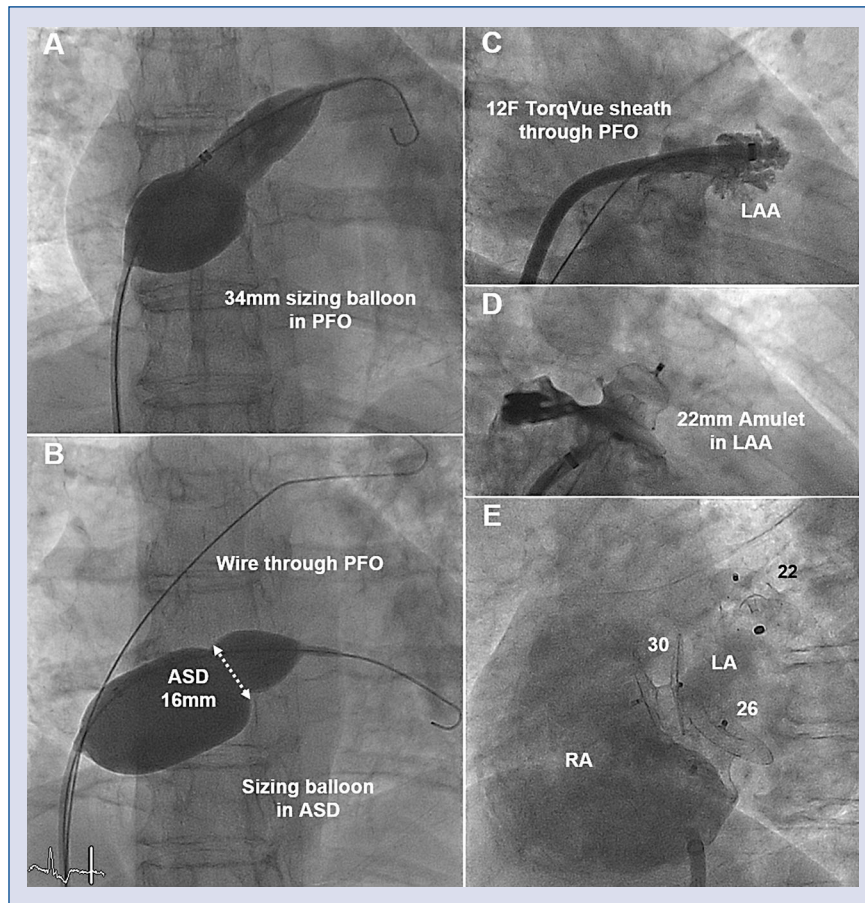 A
34mm sizing balloon
in PFO
B
Wire through PFO
ASD
16mm
Sizing balloon
in ASD
C
12F TorqVue sheath
through PFO
LAA
D
22mm Amulet
in LAA
E
22
30
LA
26
RA